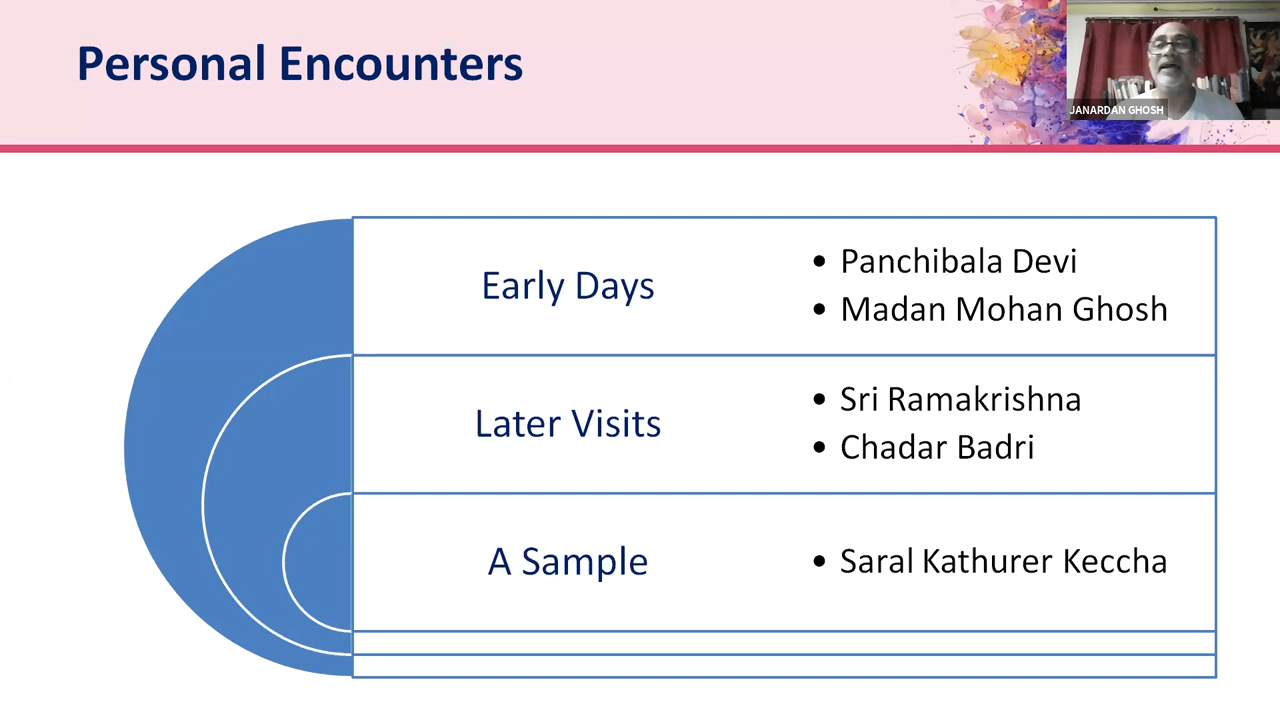 Personal Encounters
JANARDAN GHOSH
Early Days
• Panchibala Devi
• Madan Mohan Ghosh
Later Visits
• Sri Ramakrishna
• Chadar Badri
A Sample
• Saral Kathurer Keccha